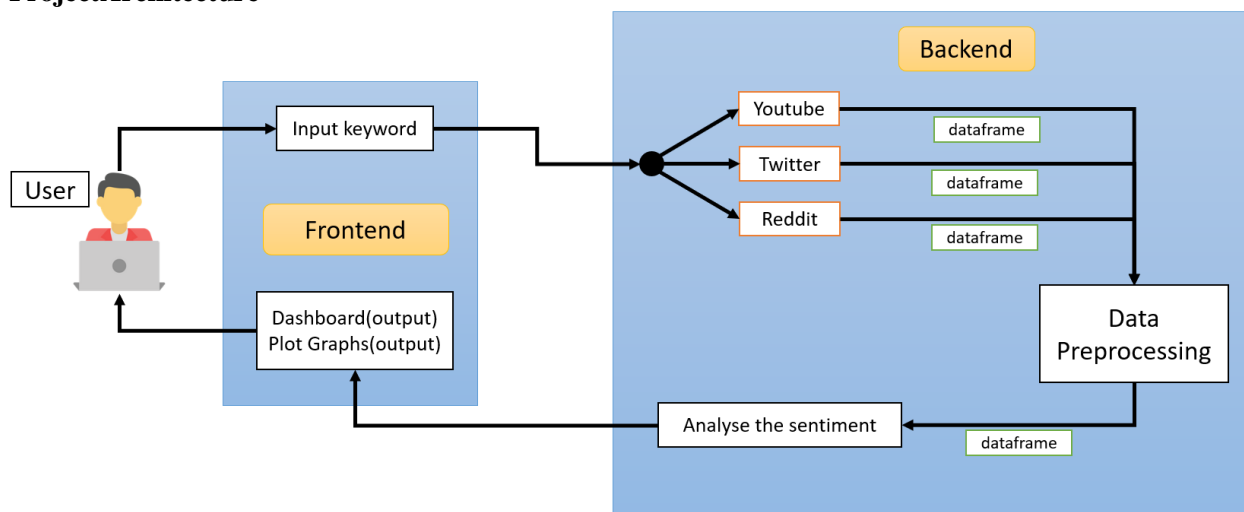 Backend
Youtube
dataframe
Input keyword
Twitter
User
dataframe
Reddit
Frontend
dataframe
Dashboard(output)
Plot Graphs(output)
Data
Preprocessing
Analyse the sentiment
dataframe